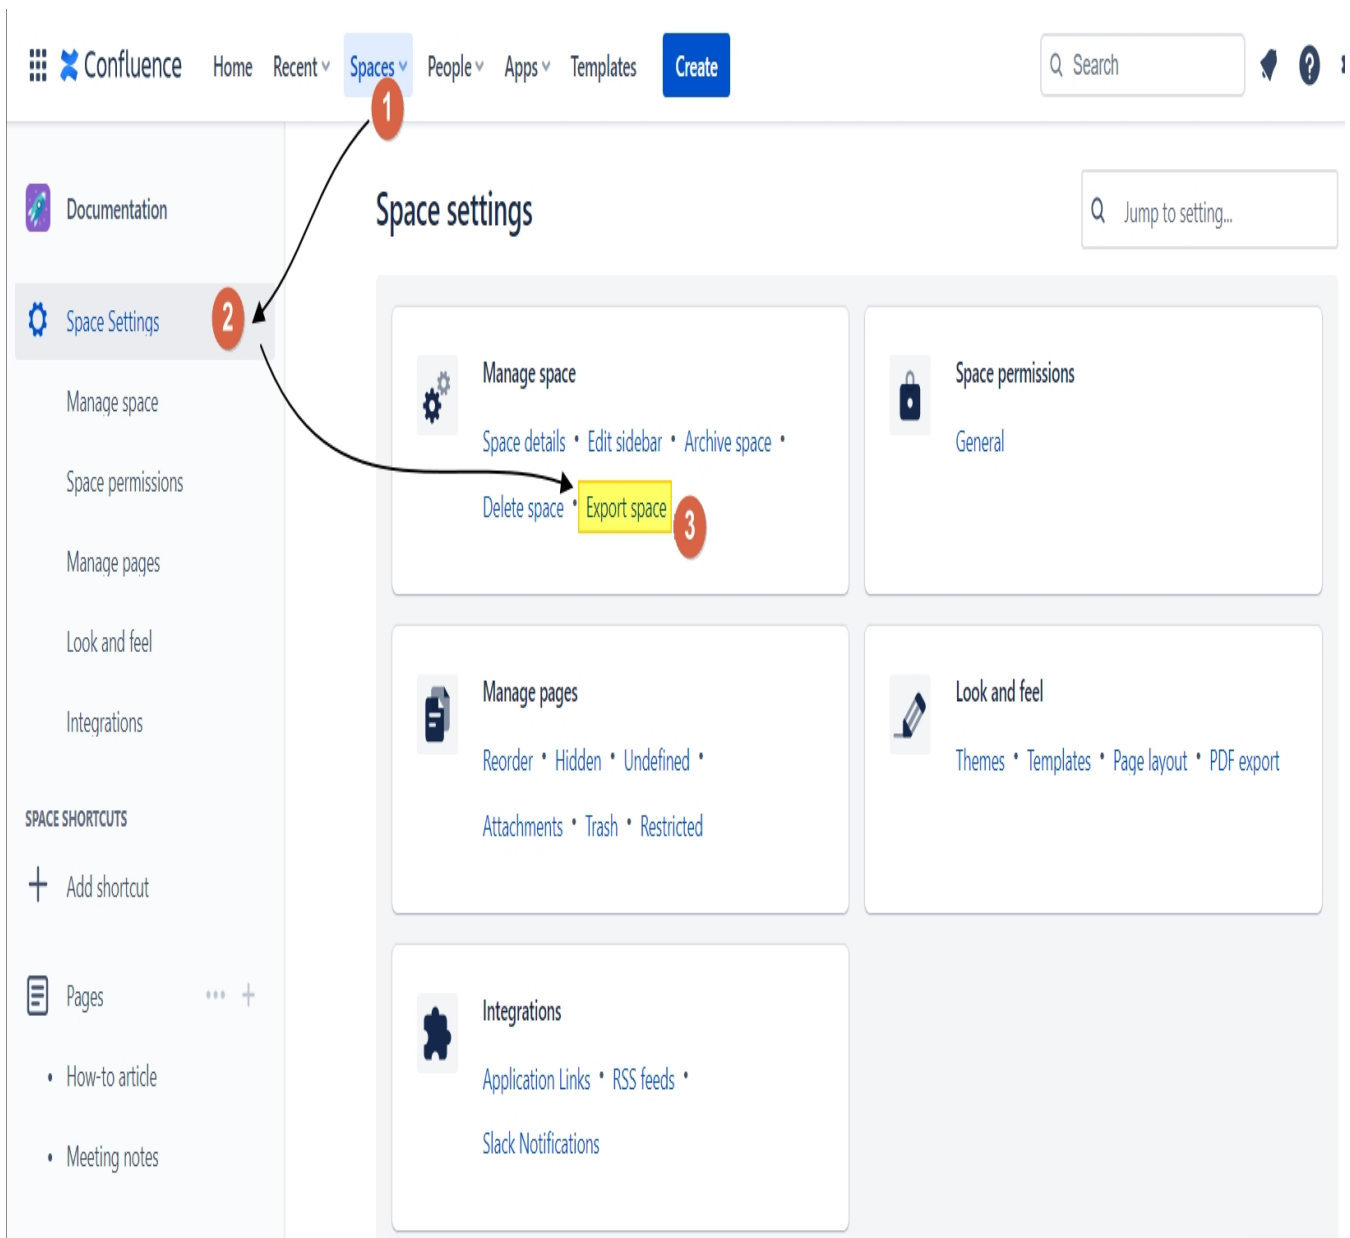 Confluence Home Recent Spaces People Apps Templates Create Search
1
Documentation
Space settings
Jump to setting...
Space Settings 2
Manage space
Space permissions
Manage pages
Look and feel
Integrations
SPACE SHORTCUTS
Add shortcut
Pages
• How-to article
• Meeting notes
Manage space
Space details • Edit sidebar • Archive space •
Delete space • Export space 3
Space permissions
General
Manage pages
Reorder • Hidden • Undefined •
Attachments • Trash • Restricted
Look and feel
Themes • Templates • Page layout • PDF export
Integrations
Application Links • RSS feeds •
Slack Notifications